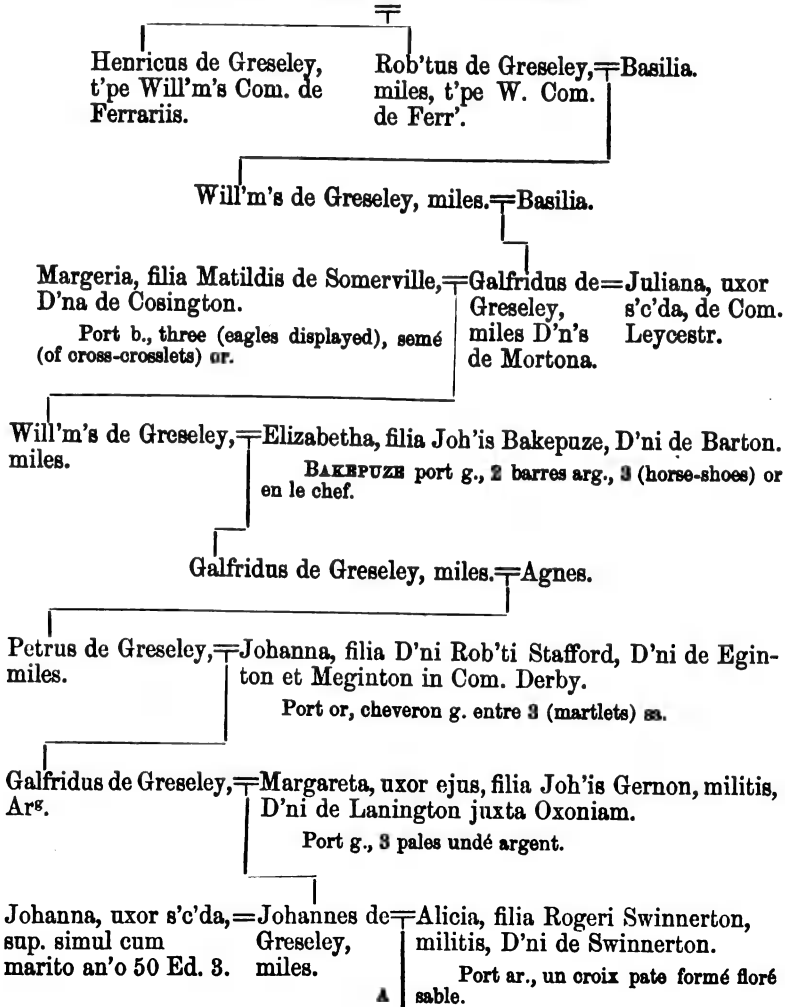 Henricus de Greseley,
t'pe Will'm's Com. de
Ferrariis.
Rob'tus de Greseley,
miles, t'pe W. Com.
de Ferr'.
Basilia.
Will'm's de Greseley, miles.
Basilia.
Margeria, filia Matildis de Somerville,
D'na de Cosington.
Port b., three (eagles displayed), semé
(of cross-crosslets) or.
Galfridus de
Greseley,
miles D'n's
de Mortona.
Juliana, uxor
s'c'da, de Com.
Leycestr.
Will'm's de Greseley,
miles.
Elizabetha, filia Joh'is Bakepuze, D'ni de Barton.
BAKEPUZE port g., 2 barres arg., 3 (horse-shoes) or
en le chef.
Galfridus de Greseley, miles.
Agnes.
Petrus de Greseley,
miles.
Johanna, filia D'ni Rob'ti Stafford, D'ni de Egin-
ton et Meginton in Com. Derby.
Port or, cheveron g. entre 3 (martlets) sa.
Galfridus de Greseley,
Arg.
Margareta, uxor ejus, filia Joh'is Gernon, militis,
D'ni de Lanington juxta Oxoniam.
Port g., 3 pales undé argent.
Johanna, uxor s'c'da,
sup. simul cum
marito an'o 50 Ed. 3.
Johannes de
Greseley,
miles.
Alicia, filia Rogeri Swinnerton,
militis, D'ni de Swinnerton.
Port ar., un croix pate formé floré
sable.
A